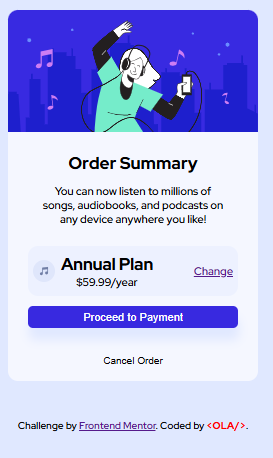 Order Summary
You can now listen to millions of
songs, audiobooks, and podcasts on
any device anywhere you like!
Annual Plan
Change
$59.99/year
Proceed to Payment
Cancel Order
Challenge by Frontend Mentor. Coded by <OLA/>.